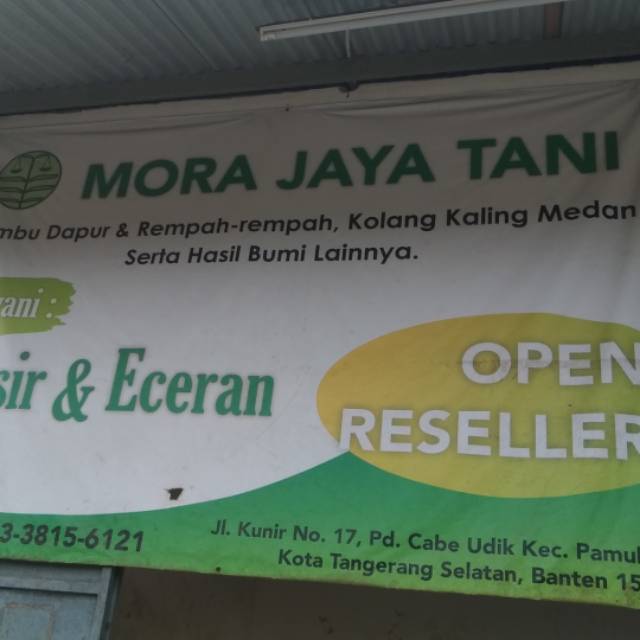 MORA JAYA TANI
mbu Dapur & Rempah-rempah, Kolang Kaling Medan
Serta Hasil Bumi Lainnya.
ani :
sir & Eceran
OPEN
RESELLER
3-3815-6121
Jl. Kunir No. 17, Pd. Cabe Udik Kec. Pamul
Kota Tangerang Selatan, Banten 15